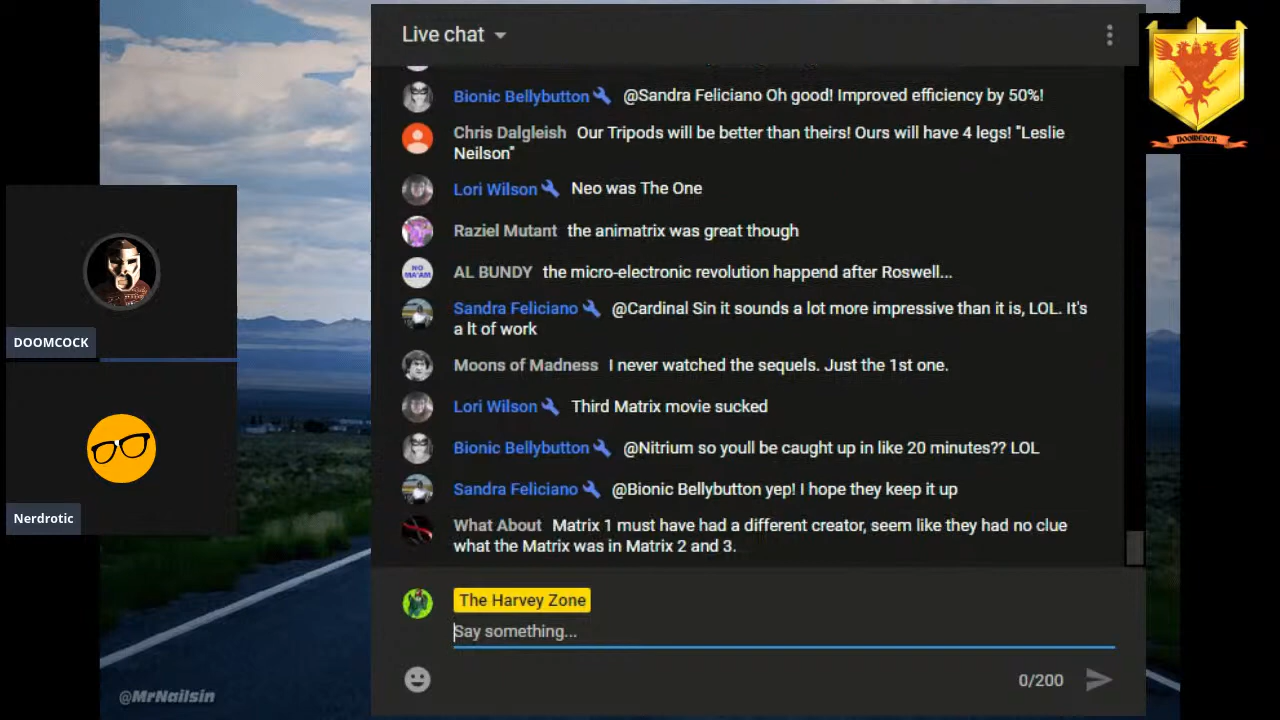 Live chat
Bionic Bellybutton @Sandra Feliciano Oh good! Improved efficiency by 50%!
Chris Dalgleish Our Tripods will be better than theirs! Ours will have 4 legs! "Leslie
Neilson"
Lori Wilson Neo was The One
Raziel Mutant the animatrix was great though
NO
MA'AM
AL BUNDY the micro-electronic revolution happend after Roswell...
Sandra Feliciano @Cardinal Sin it sounds a lot more impressive than it is, LOL. It's
a lt of work
Moons of Madness I never watched the sequels. Just the 1st one.
Lori Wilson Third Matrix movie sucked
Bionic Bellybutton @Nitrium so youll be caught up in like 20 minutes?? LOL
Sandra Feliciano @Bionic Bellybutton yep! I hope they keep it up
What About Matrix 1 must have had a different creator, seem like they had no clue
what the Matrix was in Matrix 2 and 3.
The Harvey Zone
Say something...
0/200
DOOMCOCK
Nerdrotic
DOOMCOCK
@MrNailsin